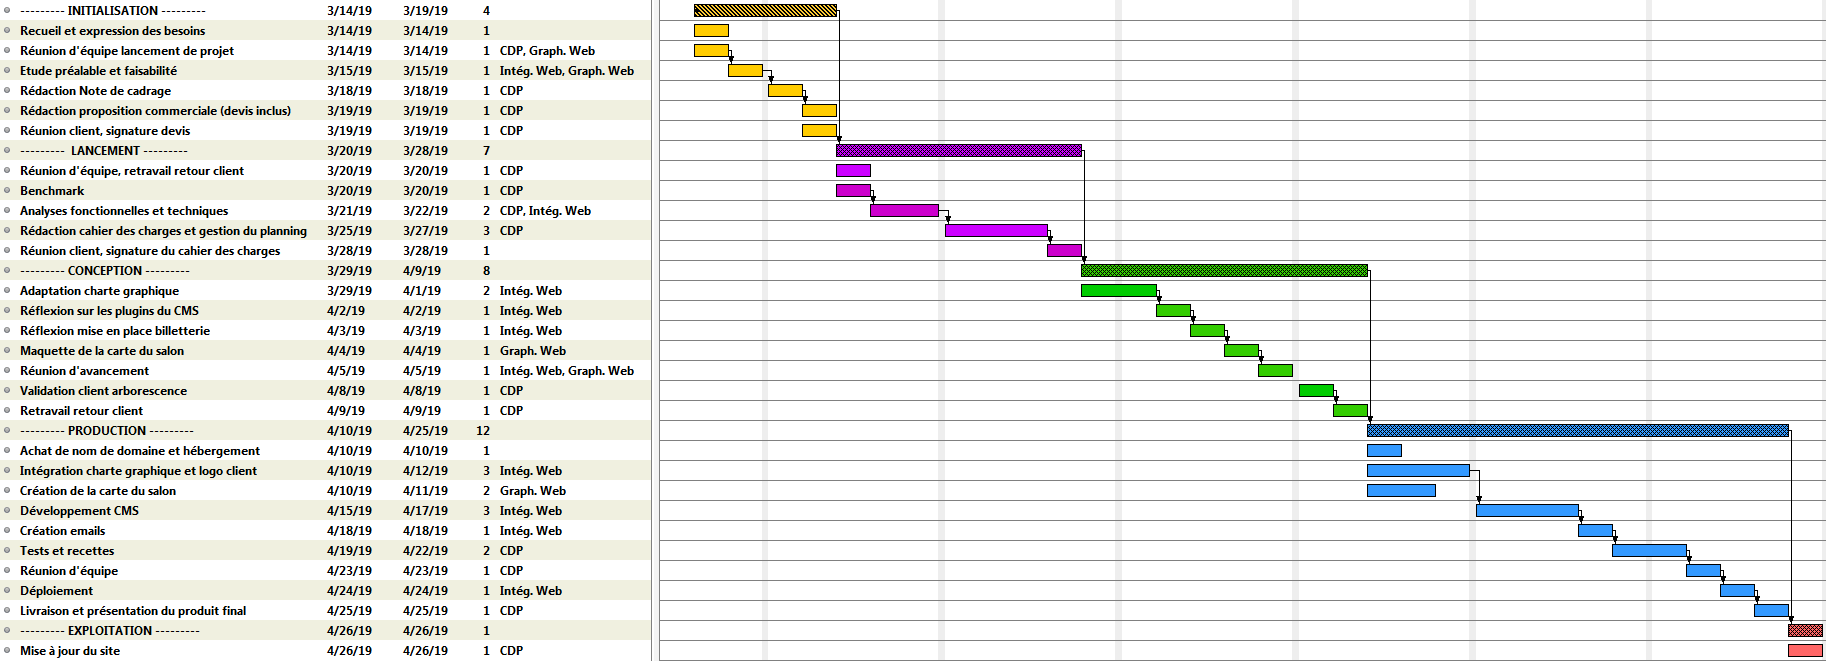 --------- INITIALISATION --------- 3/14/19 3/19/19 4
Recueil et expression des besoins 3/14/19 3/14/19 1
Réunion d'équipe lancement de projet 3/14/19 3/14/19 1 CDP, Graph. Web
Etude préalable et faisabilité 3/15/19 3/15/19 1 Intég. Web, Graph. Web
Rédaction Note de cadrage 3/18/19 3/18/19 1 CDP
Rédaction proposition commerciale (devis inclus) 3/19/19 3/19/19 1 CDP
Réunion client, signature devis 3/19/19 3/19/19 1 CDP
--------- LANCEMENT --------- 3/20/19 3/28/19 7
Réunion d'équipe, retravail retour client 3/20/19 3/20/19 1 CDP
Benchmark 3/20/19 3/20/19 1 CDP
Analyses fonctionnelles et techniques 3/21/19 3/22/19 2 CDP, Intég. Web
Rédaction cahier des charges et gestion du planning 3/25/19 3/27/19 3 CDP
Réunion client, signature du cahier des charges 3/28/19 3/28/19 1
--------- CONCEPTION --------- 3/29/19 4/9/19 8
Adaptation charte graphique 3/29/19 4/1/19 2 Intég. Web
Réflexion sur les plugins du CMS 4/2/19 4/2/19 1 Intég. Web
Réflexion mise en place billetterie 4/3/19 4/3/19 1 Intég. Web
Maquette de la carte du salon 4/4/19 4/4/19 1 Graph. Web
Réunion d'avancement 4/5/19 4/5/19 1 Intég. Web, Graph. Web
Validation client arborescence 4/8/19 4/8/19 1 CDP
Retravail retour client 4/9/19 4/9/19 1 CDP
--------- PRODUCTION --------- 4/10/19 4/25/19 12
Achat de nom de domaine et hébergement 4/10/19 4/10/19 1
Intégration charte graphique et logo client 4/10/19 4/12/19 3 Intég. Web
Création de la carte du salon 4/10/19 4/11/19 2 Graph. Web
Développement CMS 4/15/19 4/17/19 3 Intég. Web
Création emails 4/18/19 4/18/19 1 Intég. Web
Tests et recettes 4/19/19 4/22/19 2 CDP
Réunion d'équipe 4/23/19 4/23/19 1 CDP
Déploiement 4/24/19 4/24/19 1 Intég. Web
Livraison et présentation du produit final 4/25/19 4/25/19 1 CDP
--------- EXPLOITATION --------- 4/26/19 4/26/19 1
Mise à jour du site 4/26/19 4/26/19 1 CDP